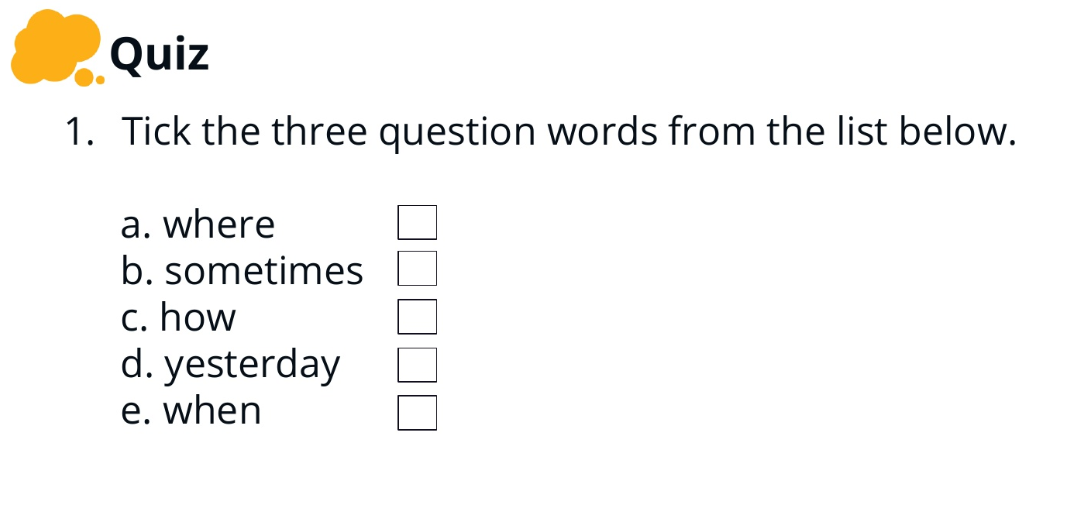 Quiz
1. Tick the three question words from the list below.
a. where
b. sometimes
c. how
d. yesterday
e. when